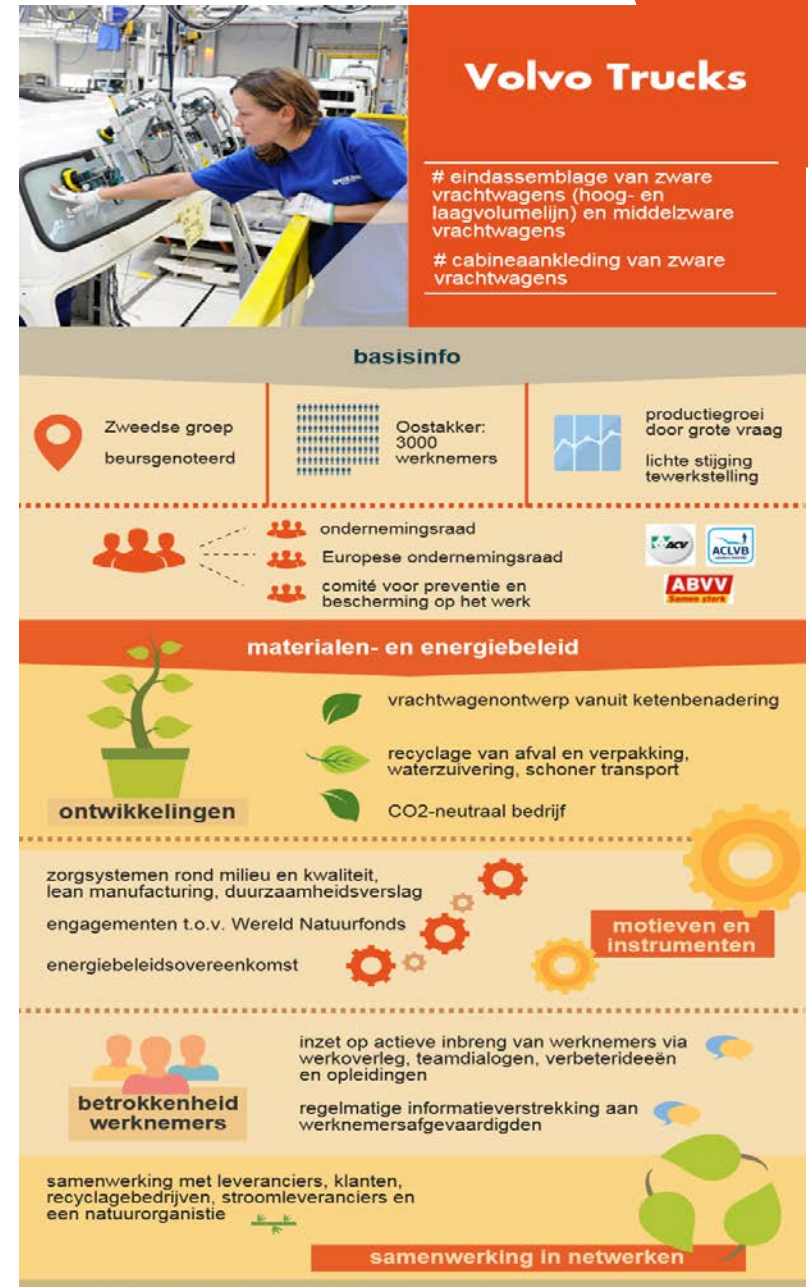 Volvo Trucks
# eindassemblage van zware
vrachtwagens (hoog- en
laagvolumelijn) en middelzware
vrachtwagens
# cabineaankleding van zware
vrachtwagens
basisinfo
Zweedse groep
beursgenoteerd
Oostakker:
3000
werknemers
productiegroei
door grote vraag
lichte stijging
tewerkstelling
ondernemingsraad
Europese ondernemingsraad
comité voor preventie en
bescherming op het werk
ACV
ACLVB
ABVV
Samen sterk
materialen- en energiebeleid
vrachtwagenontwerp vanuit ketenbenadering
recyclage van afval en verpakking,
waterzuivering, schoner transport
CO2-neutraal bedrijf
ontwikkelingen
zorgsystemen rond milieu en kwaliteit,
lean manufacturing, duurzaamheidsverslag
engagementen t.o.v. Wereld Natuurfonds
energiebeleidsovereenkomst
motieven en
instrumenten
betrokkenheid
werknemers
inzet op actieve inbreng van werknemers via
werkoverleg, teamdialogen, verbeterideeën
en opleidingen
regelmatige informatieverstrekking aan
werknemersafgevaardigden
samenwerking met leveranciers, klanten,
recyclagebedrijven, stroomleveranciers en
een natuurorganistie
samenwerking in netwerken